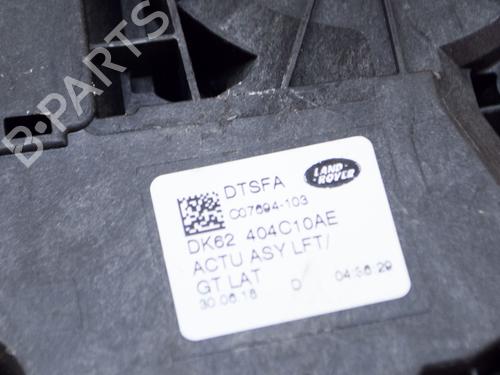 B-PARTS
DTSFA
LAND
ROVER
C07694-103
DK62 404C10AE
ACTU ASY LFT/
GT LAT
30.06.16 D 04:36:29